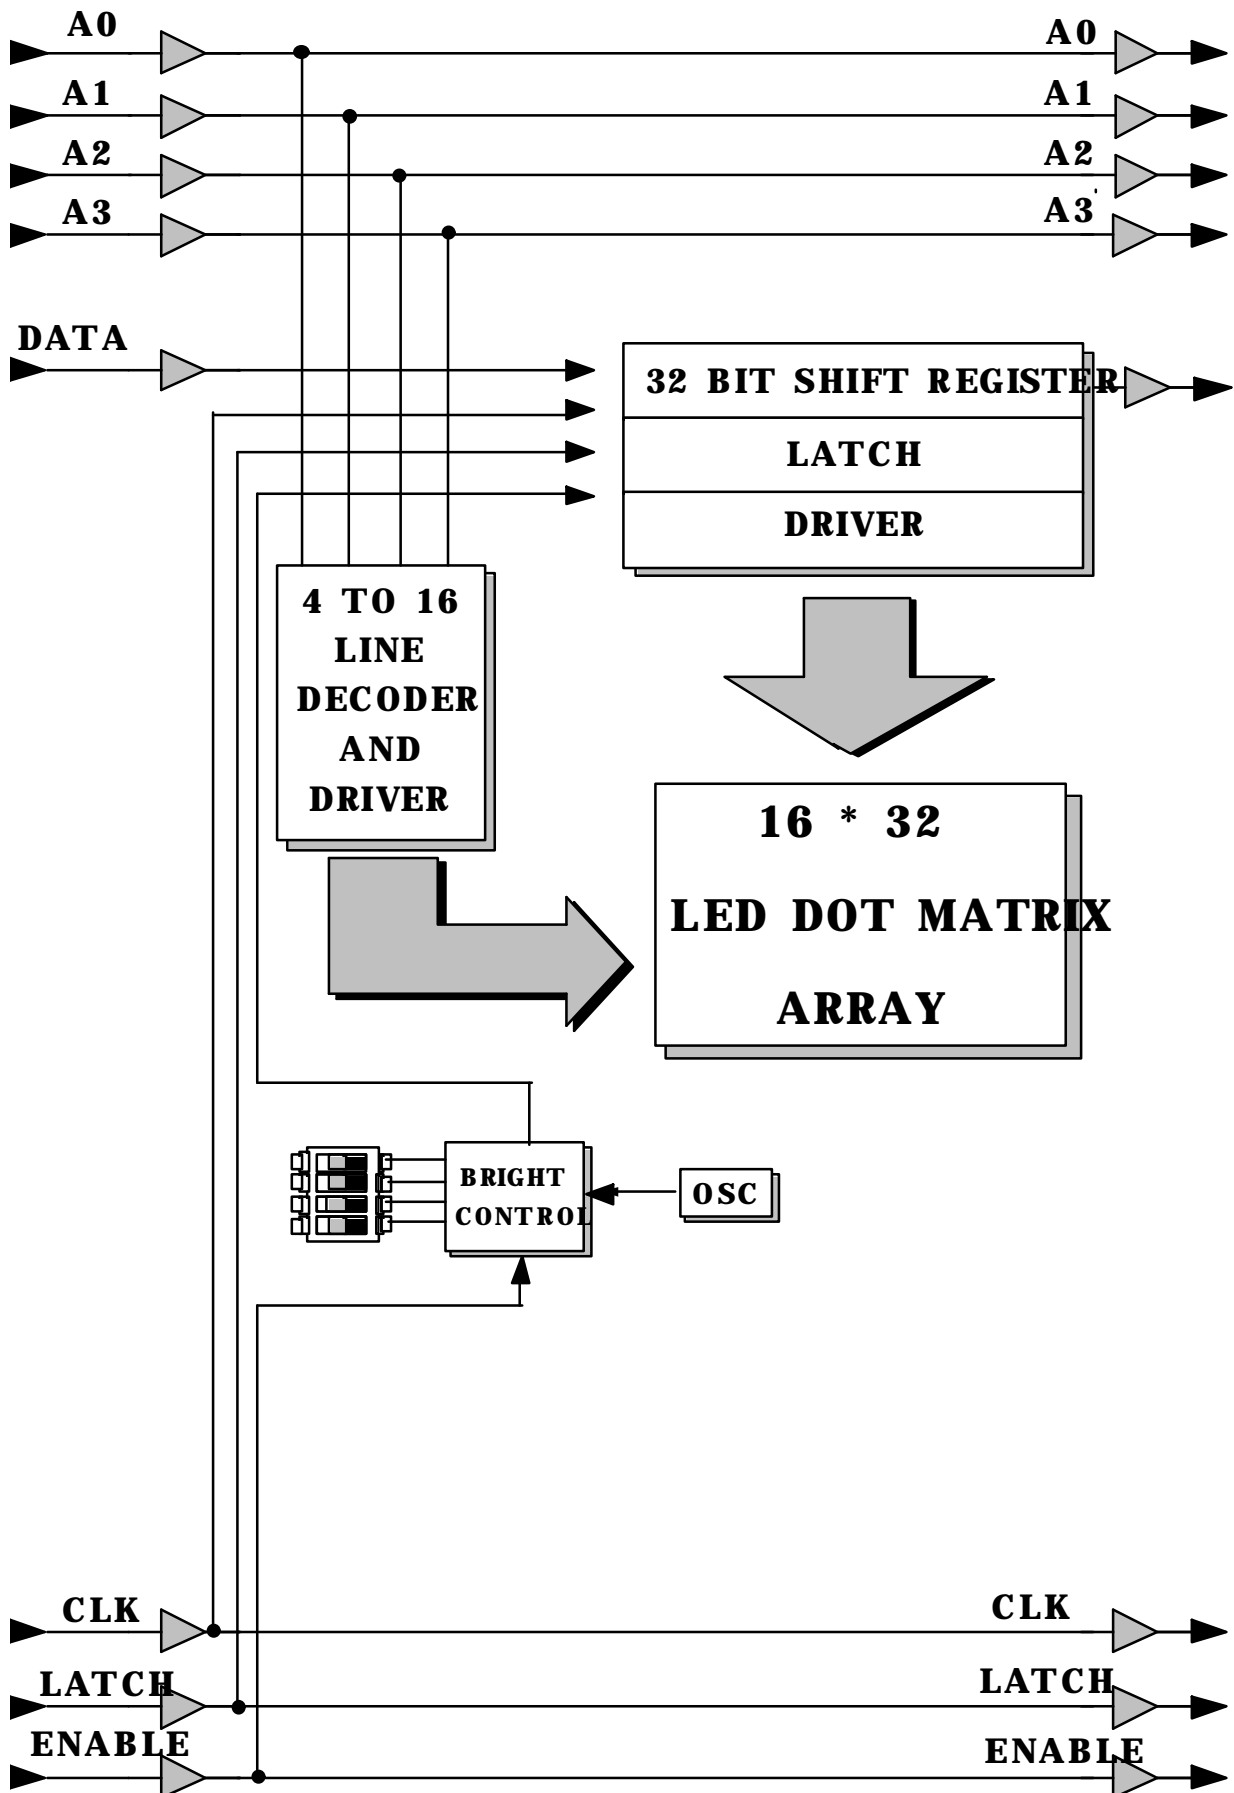 A0 A0
A1 A1
A2 A2
A3 A3
DATA
32 BIT SHIFT REGISTER
LATCH
DRIVER
4 TO 16
LINE
DECODER
AND
DRIVER
16 * 32
LED DOT MATRIX
ARRAY
BRIGHT
CONTROL
OSC
CLK CLK
LATCH LATCH
ENABLE ENABLE